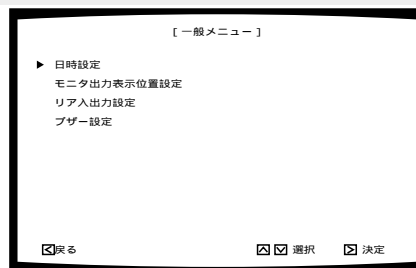 [一般メニュー]
▶ 日時設定
モニタ出力表示位置設定
リア入出力設定
ブザー設定
戻る 選択 決定